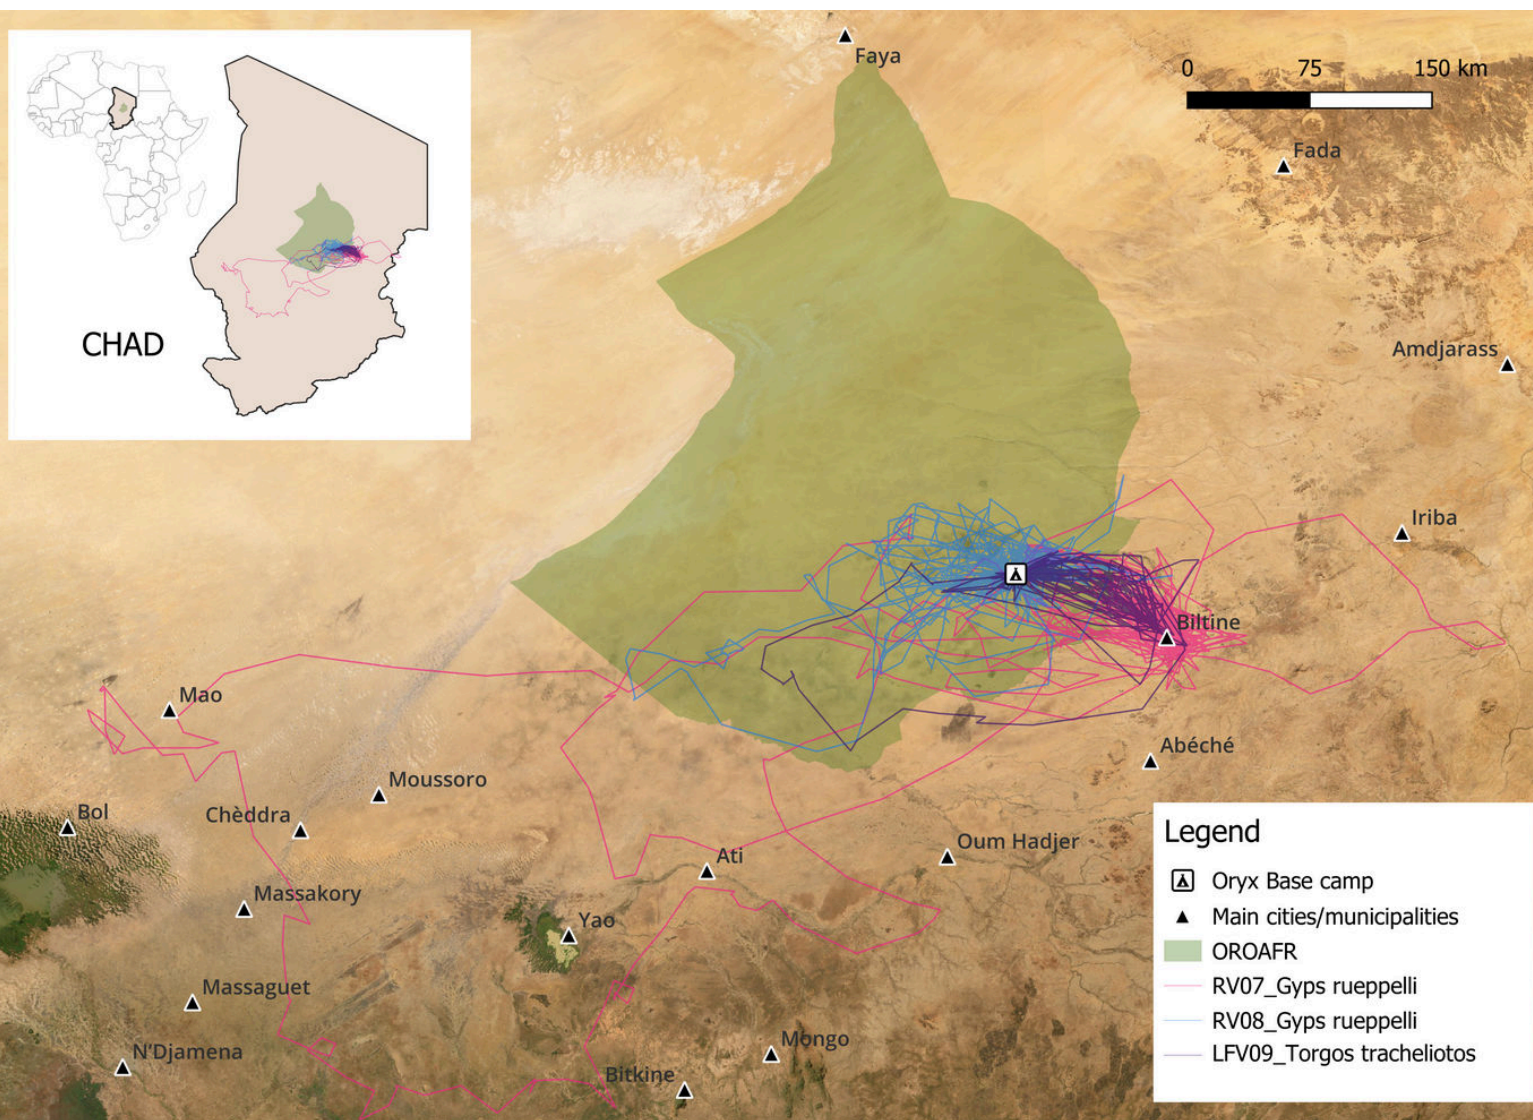 Faya
0 75 150 km
Fada
CHAD
Amdjarass
Iriba
Biltine
Mao
Abéché
Moussoro
Bol
Chèddra
Oum Hadjer
Ati
Massakory
Yao
Massaguet
N'Djamena
Mongo
Bitkine
Legend
Oryx Base camp
Main cities/municipalities
OROAFR
RV07_Gyps rueppelli
RV08_Gyps rueppelli
LFV09_Torgos tracheliotos